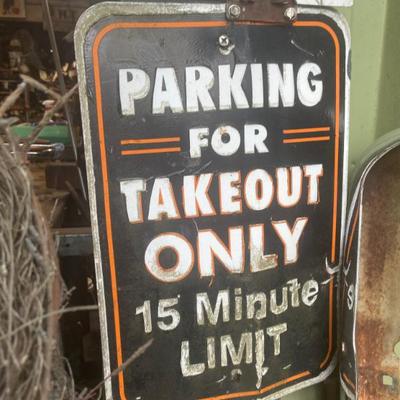 PARKING
FOR
TAKEOUT
ONLY
15 Minute
LIMIT